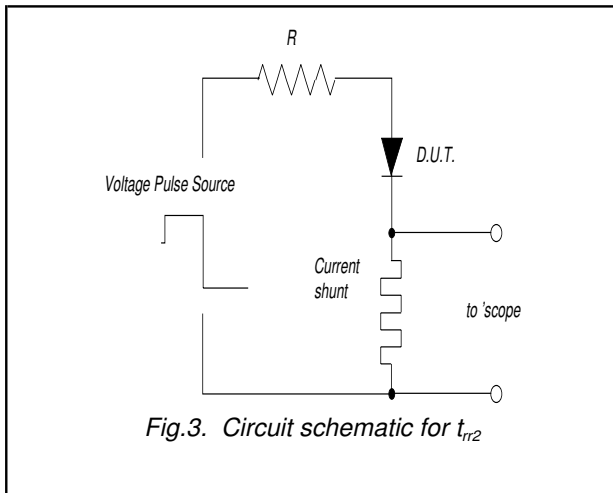 R
D.U.T.
Voltage Pulse Source
Current
shunt
to 'scope
Fig.3. Circuit schematic for trr2